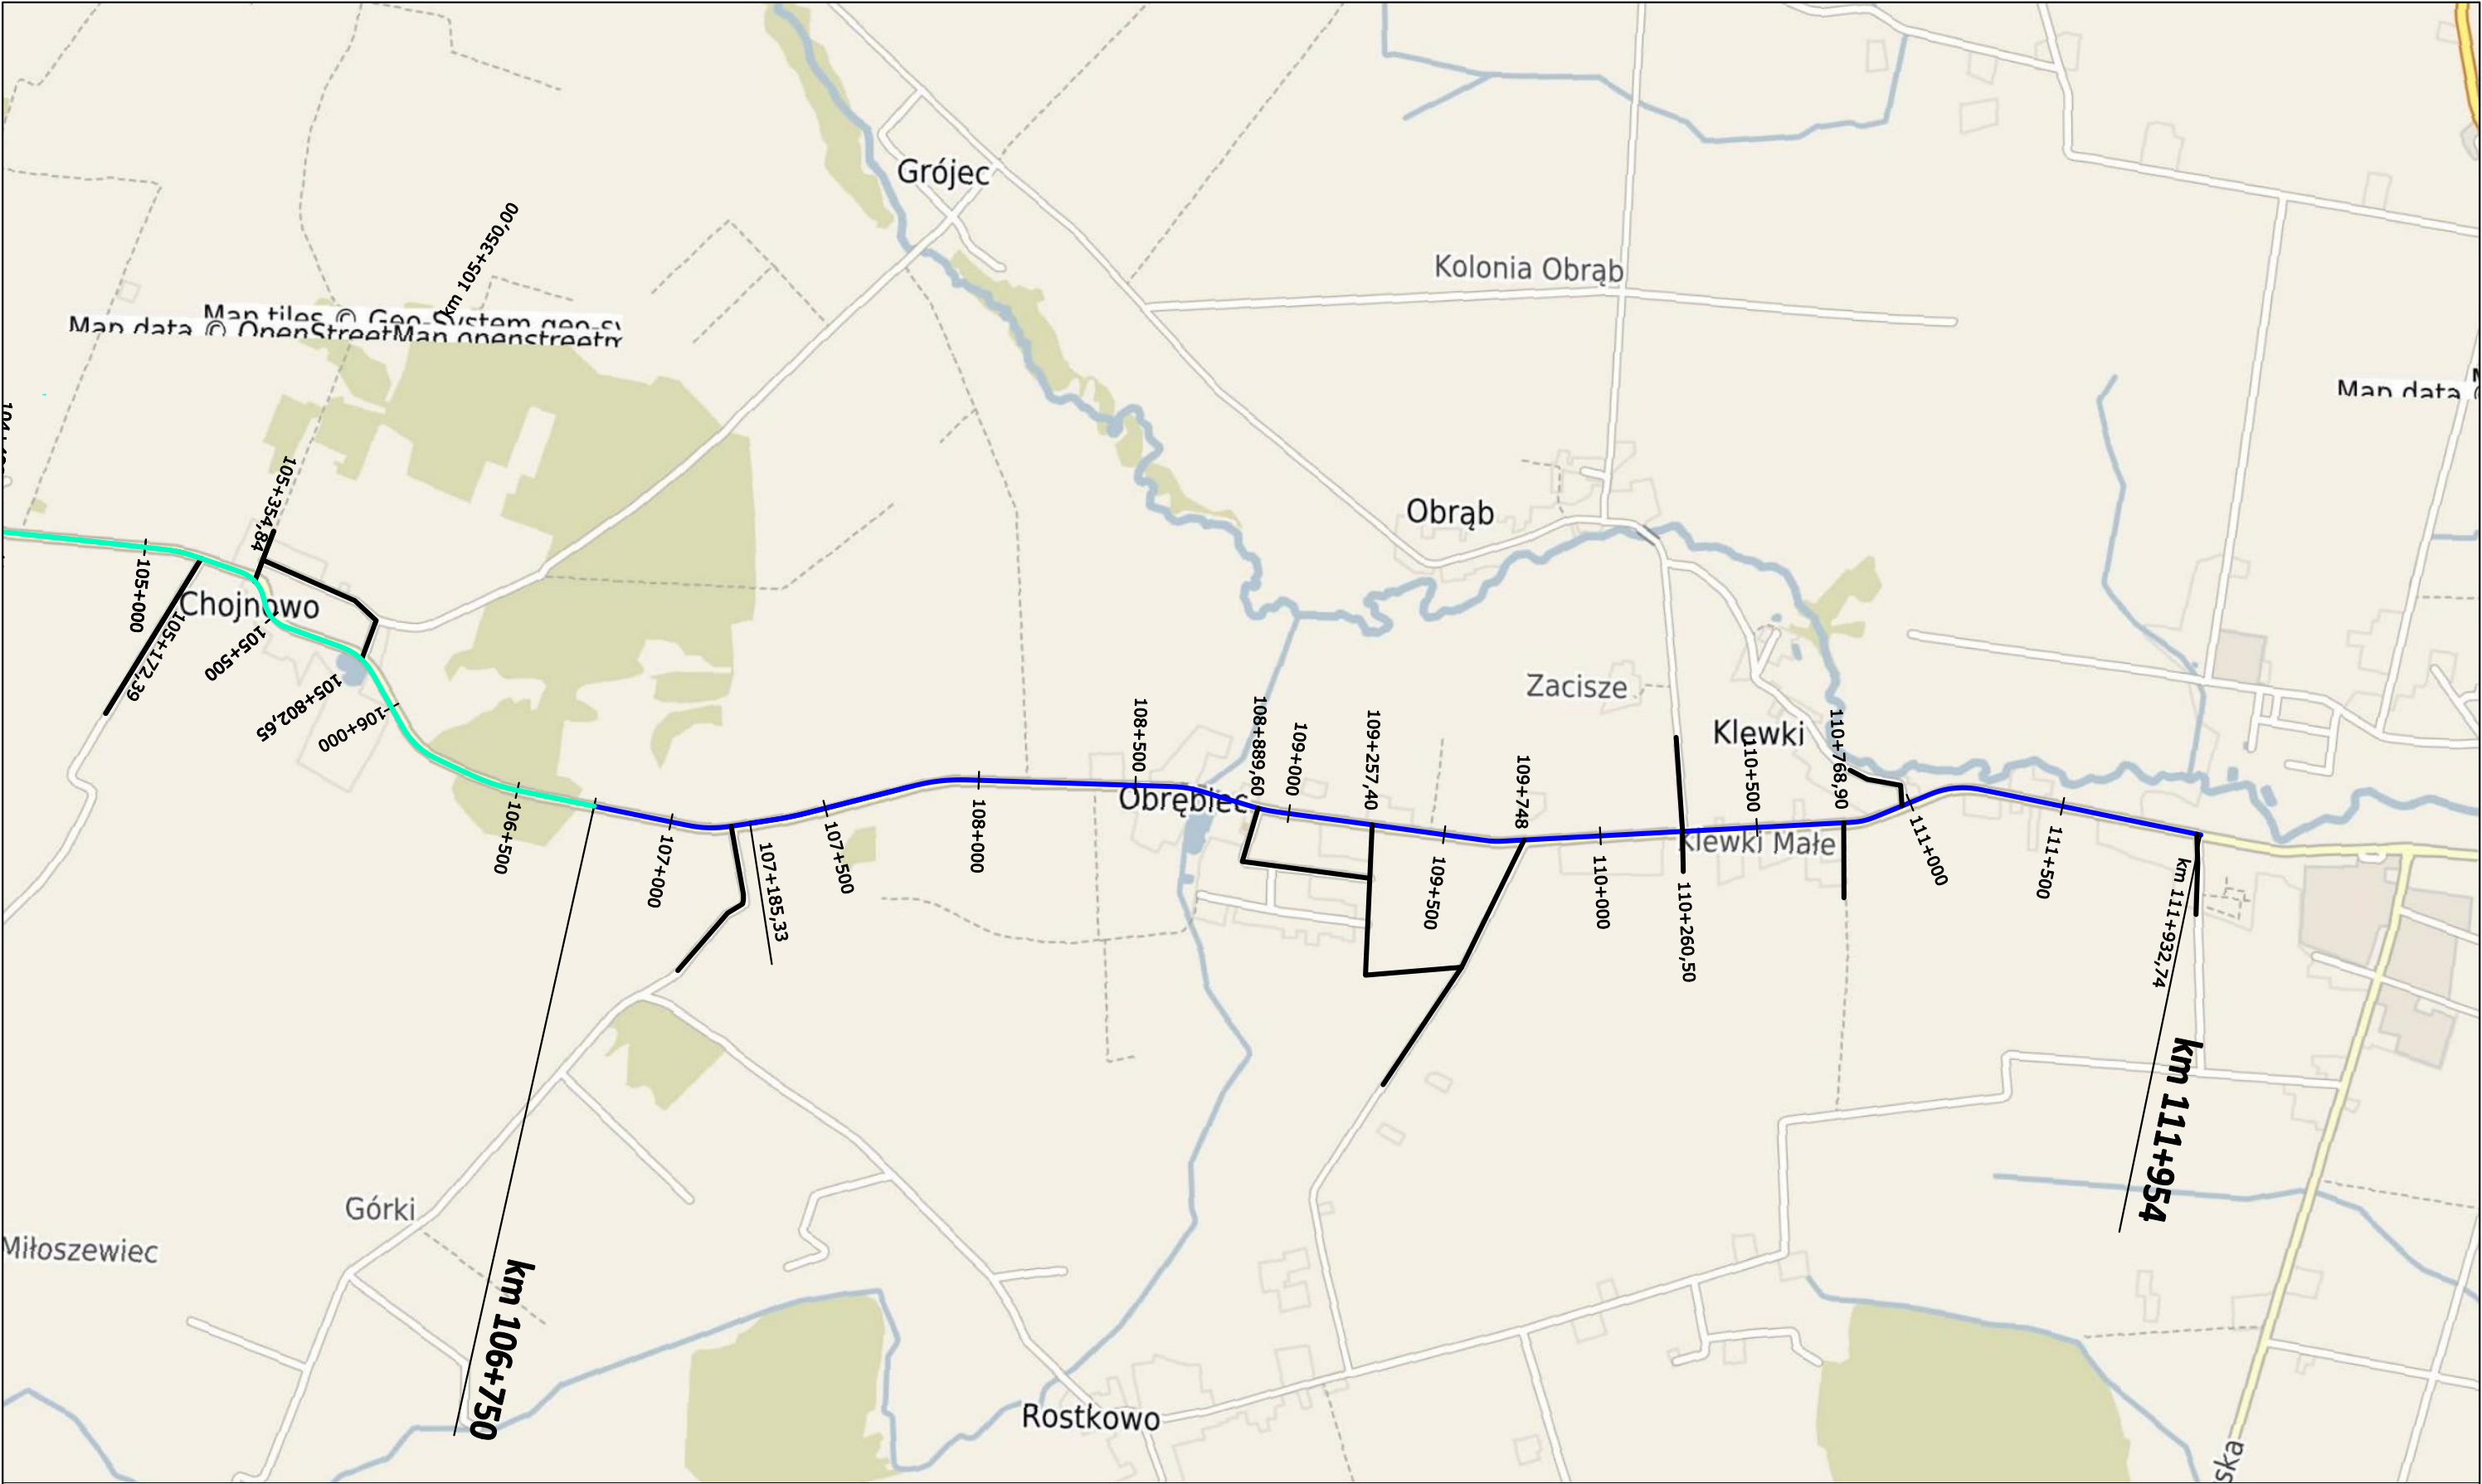 Grójec
km 105+350,00
Kolonia Obrąb
Map tiles © Geo-System geo-sy
Map data © OpenStreetMap openstreetm
Map data ©
105+354,84
Obrąb
105+000
Chojnowo
105+172,39
105+500
105+802,65
106+000
Zacisze
Klewki
108+500
108+889,60
109+000
109+257,40
109+748
110+500
110+768,90
Obrębiec
106+500
107+000
107+185,33
107+500
108+000
109+500
110+000
Klewki Małe
110+260,50
111+000
111+500
km 111+932,74
km 111+954
Górki
Miłoszewiec
km 106+750
Rostkowo
ska